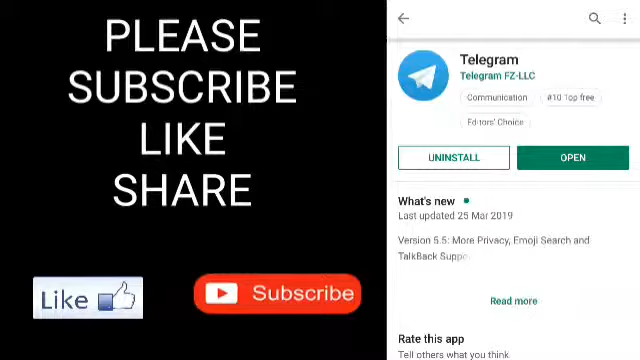 PLEASE
SUBSCRIBE
LIKE
SHARE
Like
Subscribe
Telegram
Telegram FZ-LLC
Communication
#10 Top free
Editors' Choice
UNINSTALL
OPEN
What's new
Last updated 25 Mar 2019
Version 5.5: More Privacy, Emoji Search and
TalkBack Suppo
Read more
Rate this app
Tell others what you think